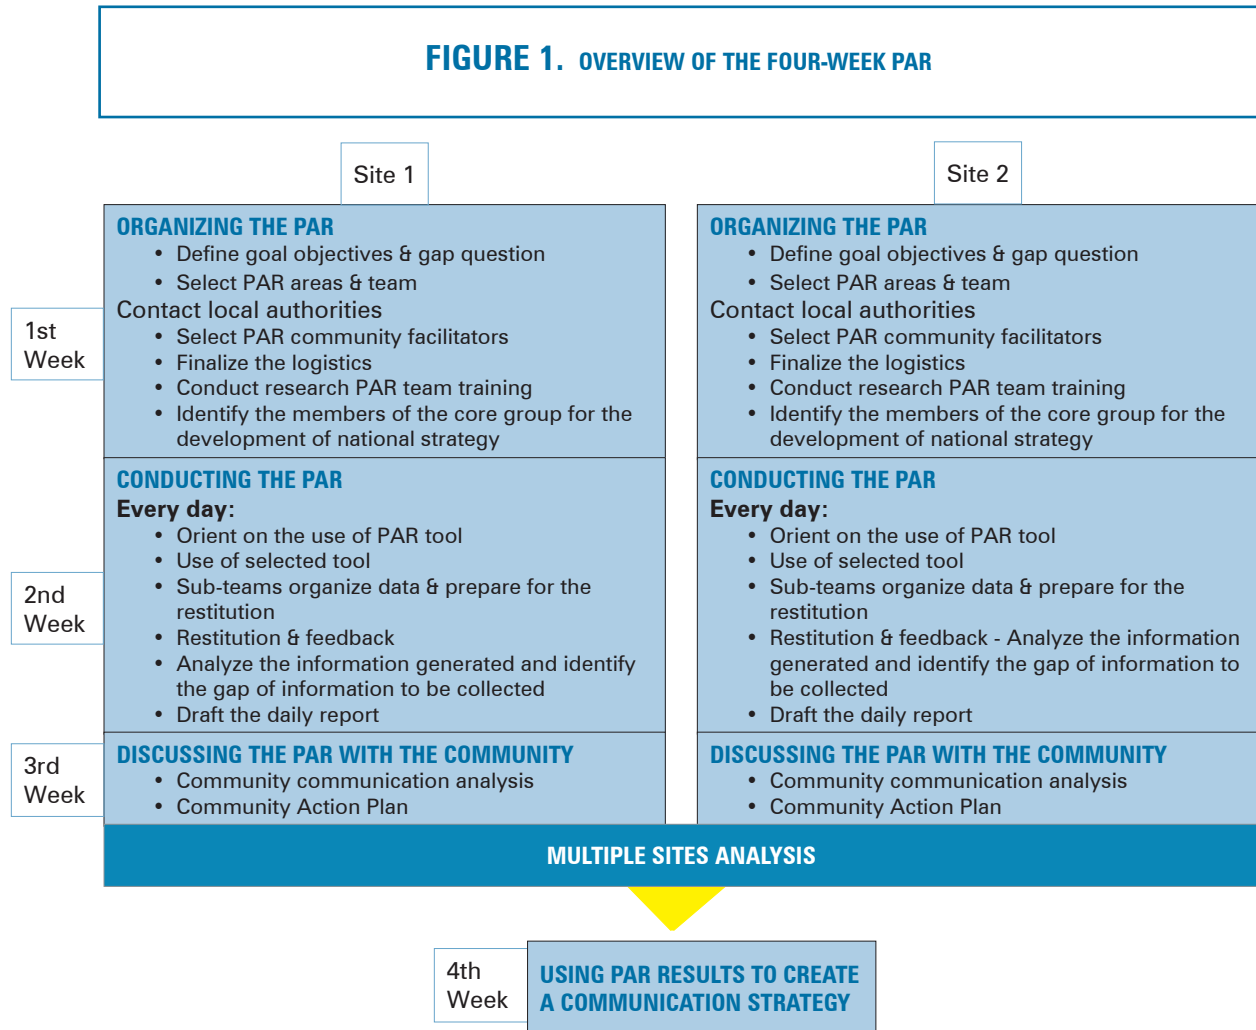 FIGURE 1. OVERVIEW OF THE FOUR-WEEK PAR
Site 1
Site 2
1st
Week
ORGANIZING THE PAR
• Define goal objectives & gap question
• Select PAR areas & team
Contact local authorities
• Select PAR community facilitators
• Finalize the logistics
• Conduct research PAR team training
• Identify the members of the core group for the
development of national strategy
ORGANIZING THE PAR
• Define goal objectives & gap question
• Select PAR areas & team
Contact local authorities
• Select PAR community facilitators
• Finalize the logistics
• Conduct research PAR team training
• Identify the members of the core group for the
development of national strategy
2nd
Week
CONDUCTING THE PAR
Every day:
• Orient on the use of PAR tool
• Use of selected tool
• Sub-teams organize data & prepare for the
restitution
• Restitution & feedback
• Analyze the information generated and identify
the gap of information to be collected
• Draft the daily report
CONDUCTING THE PAR
Every day:
• Orient on the use of PAR tool
• Use of selected tool
• Sub-teams organize data & prepare for the
restitution
• Restitution & feedback - Analyze the information
generated and identify the gap of information to
be collected
• Draft the daily report
3rd
Week
DISCUSSING THE PAR WITH THE COMMUNITY
• Community communication analysis
• Community Action Plan
DISCUSSING THE PAR WITH THE COMMUNITY
• Community communication analysis
• Community Action Plan
MULTIPLE SITES ANALYSIS
4th
Week
USING PAR RESULTS TO CREATE
A COMMUNICATION STRATEGY